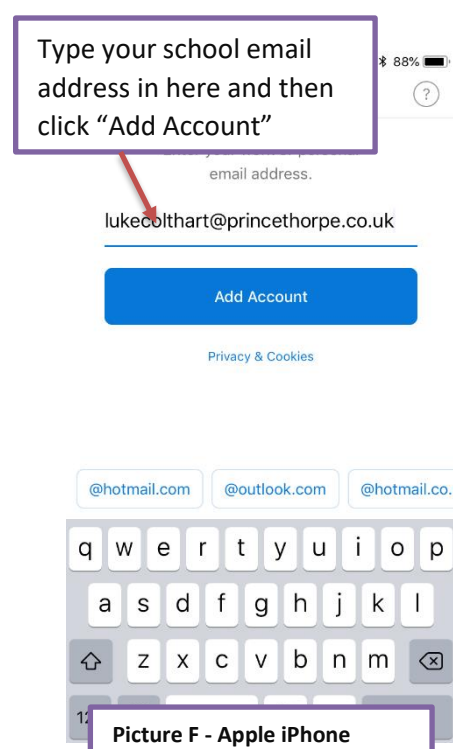 Type your school email
address in here and then
click “Add Account”
88%
?
email address.
lukecolthart@princethorpe.co.uk
Add Account
Privacy & Cookies
@hotmail.com @outlook.com @hotmail.co.
q w e r t y u i o p
a s d f g h j k l
z x c v b n m
Picture F - Apple iPhone